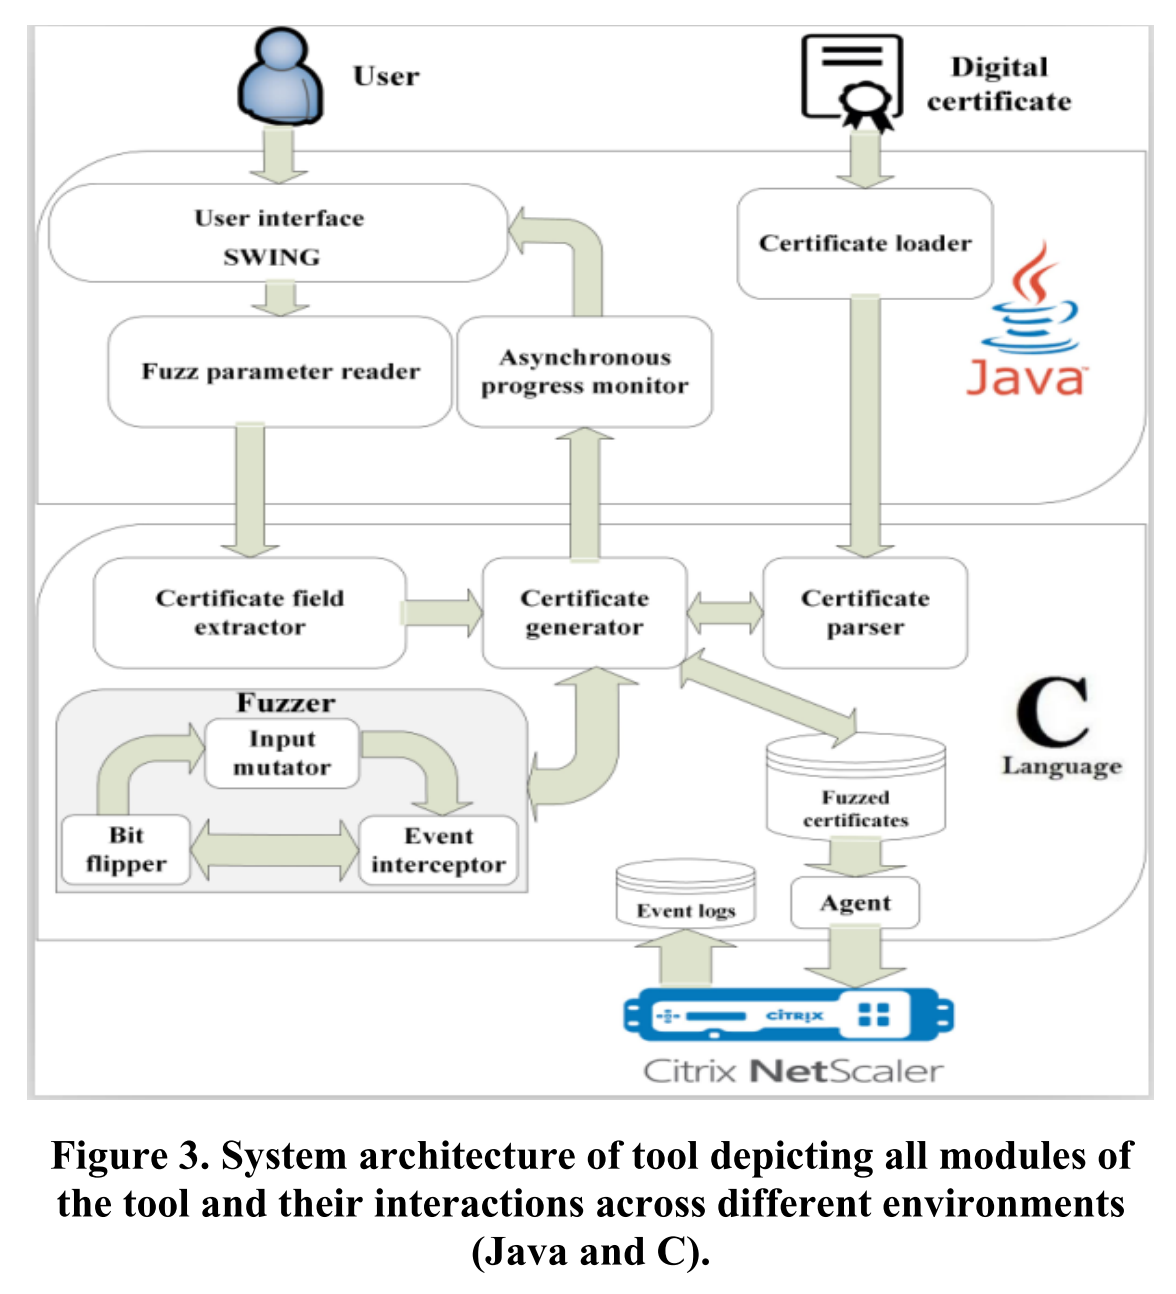 User
Digital
certificate
User interface
SWING
Certificate loader
Java™
Fuzz parameter reader
Asynchronous
progress monitor
Certificate field
extractor
Certificate
generator
Certificate
parser
Fuzzer
Input
mutator
Bit
flipper
Event
interceptor
C
Language
Fuzzed
certificates
Event logs
Agent
CITRIX
Citrix NetScaler
Figure 3. System architecture of tool depicting all modules of
the tool and their interactions across different environments
(Java and C).